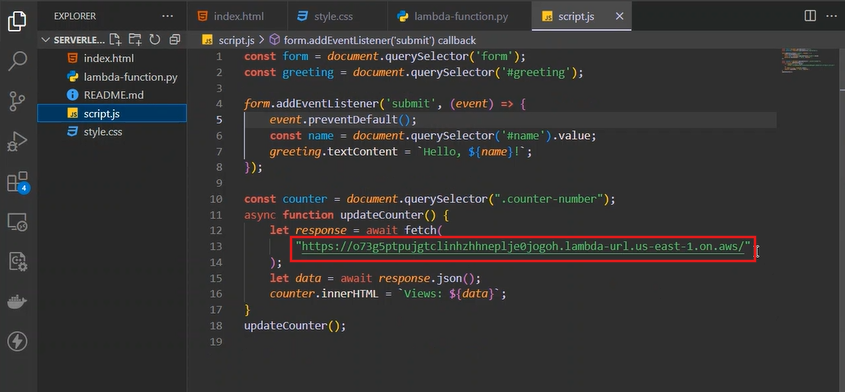 EXPLORER ...
index.html
style.css
lambda-function.py
script.js
SERVERLE...
index.html
lambda-function.py
README.md
script.js
style.css
4
JS script.js > form.addEventListener('submit') callback
1 const form = document.querySelector('form');
2 const greeting = document.querySelector('#greeting');
3
4 form.addEventListener('submit', (event) => {
5 event.preventDefault();
6 const name = document.querySelector('#name').value;
7 greeting.textContent = `Hello, ${name}!`;
8 });
9
10 const counter = document.querySelector(".counter-number");
11 async function updateCounter() {
12 let response = await fetch(
13 "https://o73g5ptpujgtclinhzhhneplje0jogoh.lambda-url.us-east-1.on.aws/"
14 );
15 let data = await response.json();
16 counter.innerHTML = `Views: ${data}`;
17 }
18 updateCounter();
19